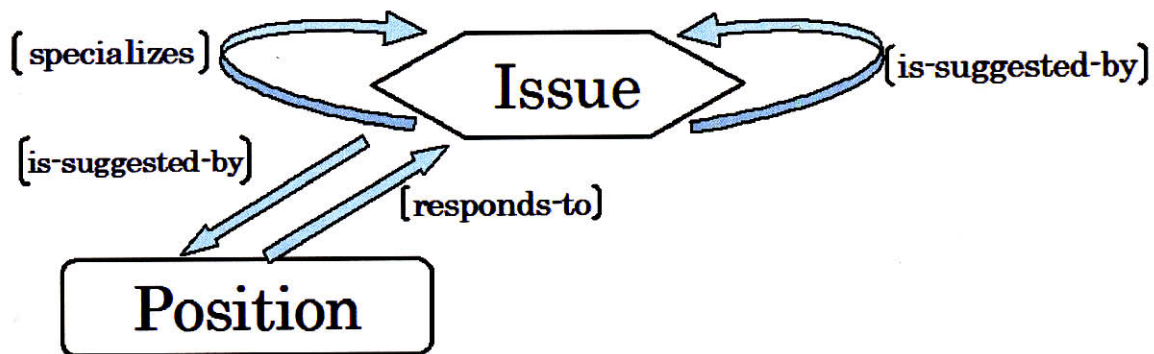 [specializes]
Issue
[is-suggested-by]
[is-suggested-by]
[responds-to]
Position